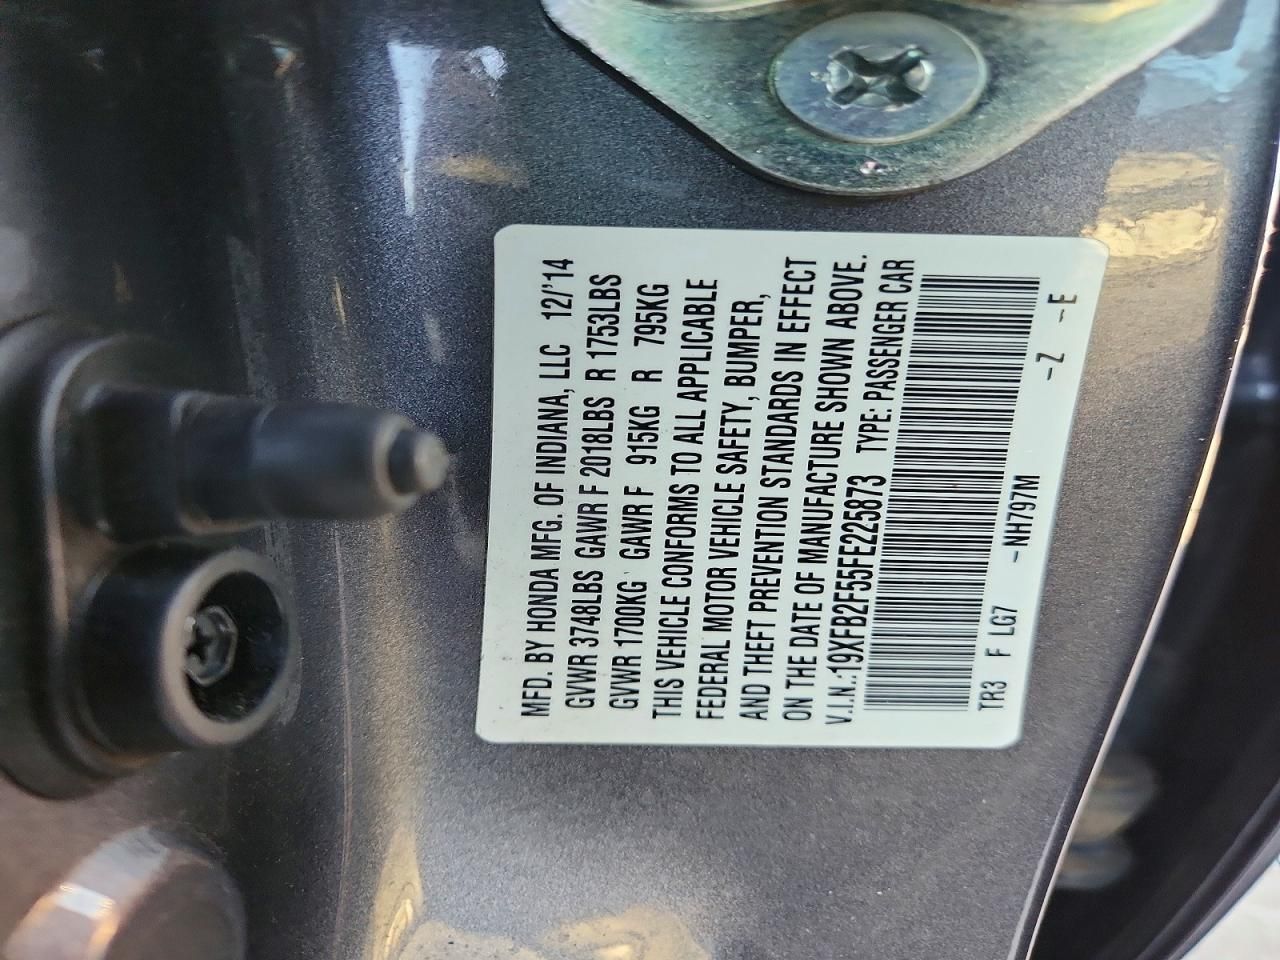 MFD. BY HONDA MFG. OF INDIANA, LLC 12/'14
GVWR 3748LBS GAWR F 2018LBS R 1753LBS
GVWR 1700KG GAWR F 915KG R 795KG
THIS VEHICLE CONFORMS TO ALL APPLICABLE
FEDERAL MOTOR VEHICLE SAFETY, BUMPER,
AND THEFT PREVENTION STANDARDS IN EFFECT
ON THE DATE OF MANUFACTURE SHOWN ABOVE.
V.I.N.:19XFB2F55FE225873 TYPE: PASSENGER CAR
TR3 F LG7 -NH797M -Z -E